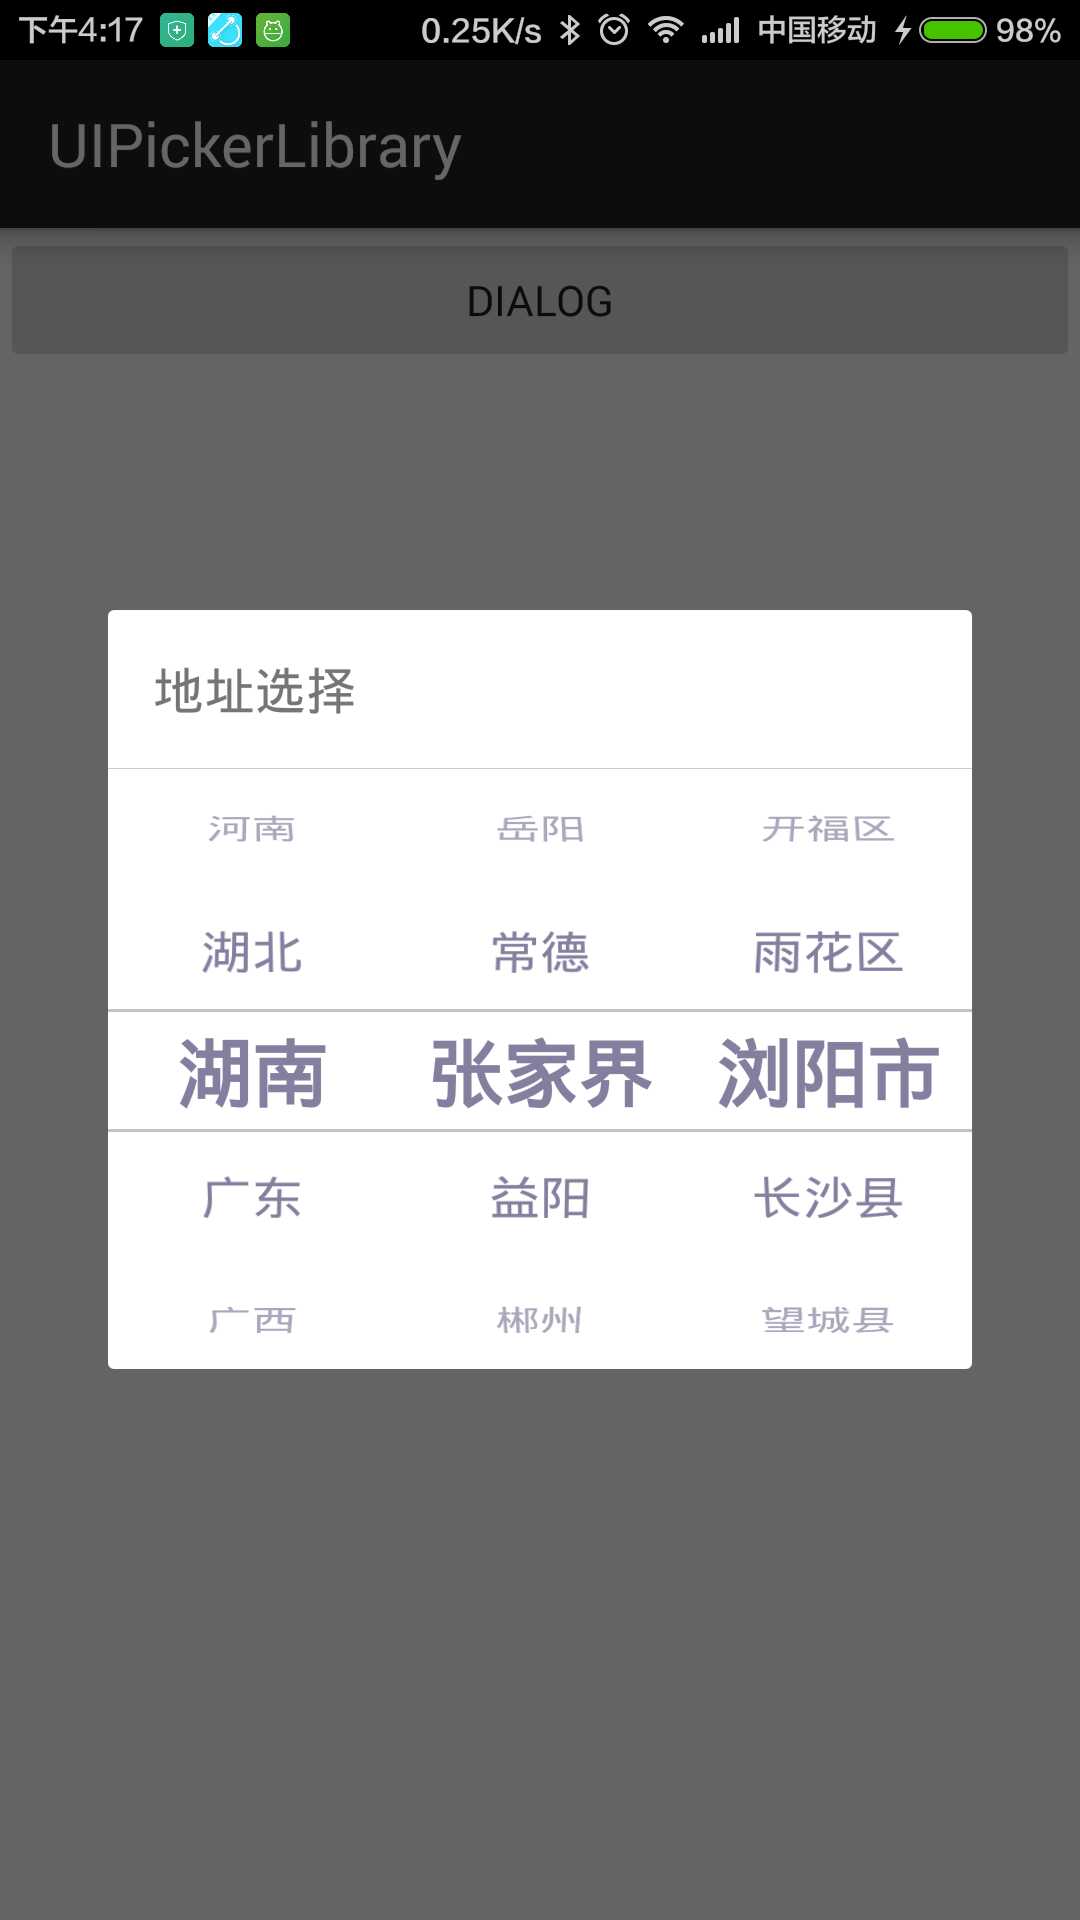 下午4:17 0.25K/s 中国移动 98%
UIPickerLibrary
DIALOG
地址选择
河南 岳阳 开福区
湖北 常德 雨花区
湖南 张家界 浏阳市
广东 益阳 长沙县
广西 郴州 望城县